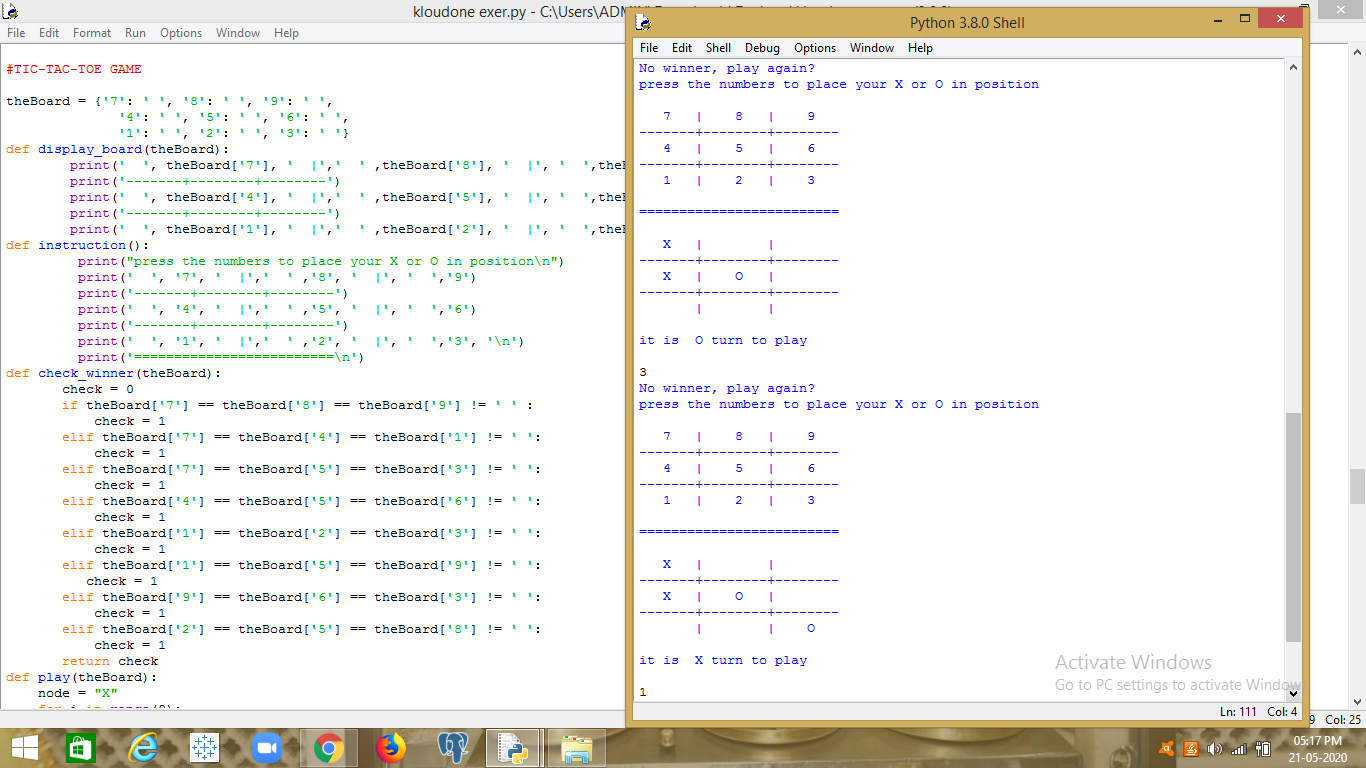 kloudone exer.py - C:\Users\ADMIN
File Edit Format Run Options Window Help
#TIC-TAC-TOE GAME
theBoard = {'7': ' ', '8': ' ', '9': ' ',
'4': ' ', '5': ' ', '6': ' ',
'1': ' ', '2': ' ', '3': ' '}
def display_board(theBoard):
print('  ', theBoard['7'], '  |','  ' ,theBoard['8'], '  |', '  ',theB
print('-------+--------+--------')
print('  ', theBoard['4'], '  |','  ' ,theBoard['5'], '  |', '  ',theB
print('-------+--------+--------')
print('  ', theBoard['1'], '  |','  ' ,theBoard['2'], '  |', '  ',theB
def instruction():
print("press the numbers to place your X or O in position\n")
print('  ', '7', '  |','  ' ,'8', '  |', '  ','9')
print('-------+--------+--------')
print('  ', '4', '  |','  ' ,'5', '  |', '  ','6')
print('-------+--------+--------')
print('  ', '1', '  |','  ' ,'2', '  |', '  ','3', '\n')
print('=========================\n')
def check_winner(theBoard):
check = 0
if theBoard['7'] == theBoard['8'] == theBoard['9'] != ' ' :
check = 1
elif theBoard['7'] == theBoard['4'] == theBoard['1'] != ' ':
check = 1
elif theBoard['7'] == theBoard['5'] == theBoard['3'] != ' ':
check = 1
elif theBoard['4'] == theBoard['5'] == theBoard['6'] != ' ':
check = 1
elif theBoard['1'] == theBoard['2'] == theBoard['3'] != ' ':
check = 1
elif theBoard['1'] == theBoard['5'] == theBoard['9'] != ' ':
check = 1
elif theBoard['9'] == theBoard['6'] == theBoard['3'] != ' ':
check = 1
elif theBoard['2'] == theBoard['5'] == theBoard['8'] != ' ':
check = 1
return check
def play(theBoard):
node = "X"
Col: 25
Python 3.8.0 Shell
File Edit Shell Debug Options Window Help
No winner, play again?
press the numbers to place your X or O in position
7 | 8 | 9
-------+--------+--------
4 | 5 | 6
-------+--------+--------
1 | 2 | 3
=========================
X | |
-------+--------+--------
X | O |
-------+--------+--------
| |
it is  O turn to play
3
No winner, play again?
press the numbers to place your X or O in position
7 | 8 | 9
-------+--------+--------
4 | 5 | 6
-------+--------+--------
1 | 2 | 3
=========================
X | |
-------+--------+--------
X | O |
-------+--------+--------
| | O
it is  X turn to play
1
Ln: 111 Col: 4
Activate Windows
Go to PC settings to activate Windows
05:17 PM
21-05-2020